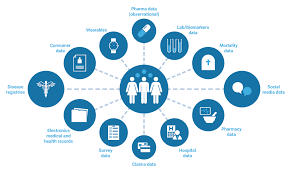 Pharma data
(observational)
Wearables
Lab/Biomarkers
data
Consumer
data
Mortality
data
Disease
registries
Social
media data
Electronics
medical and
health records
Pharmacy
data
Survey
data
Hospital
data
Claims data